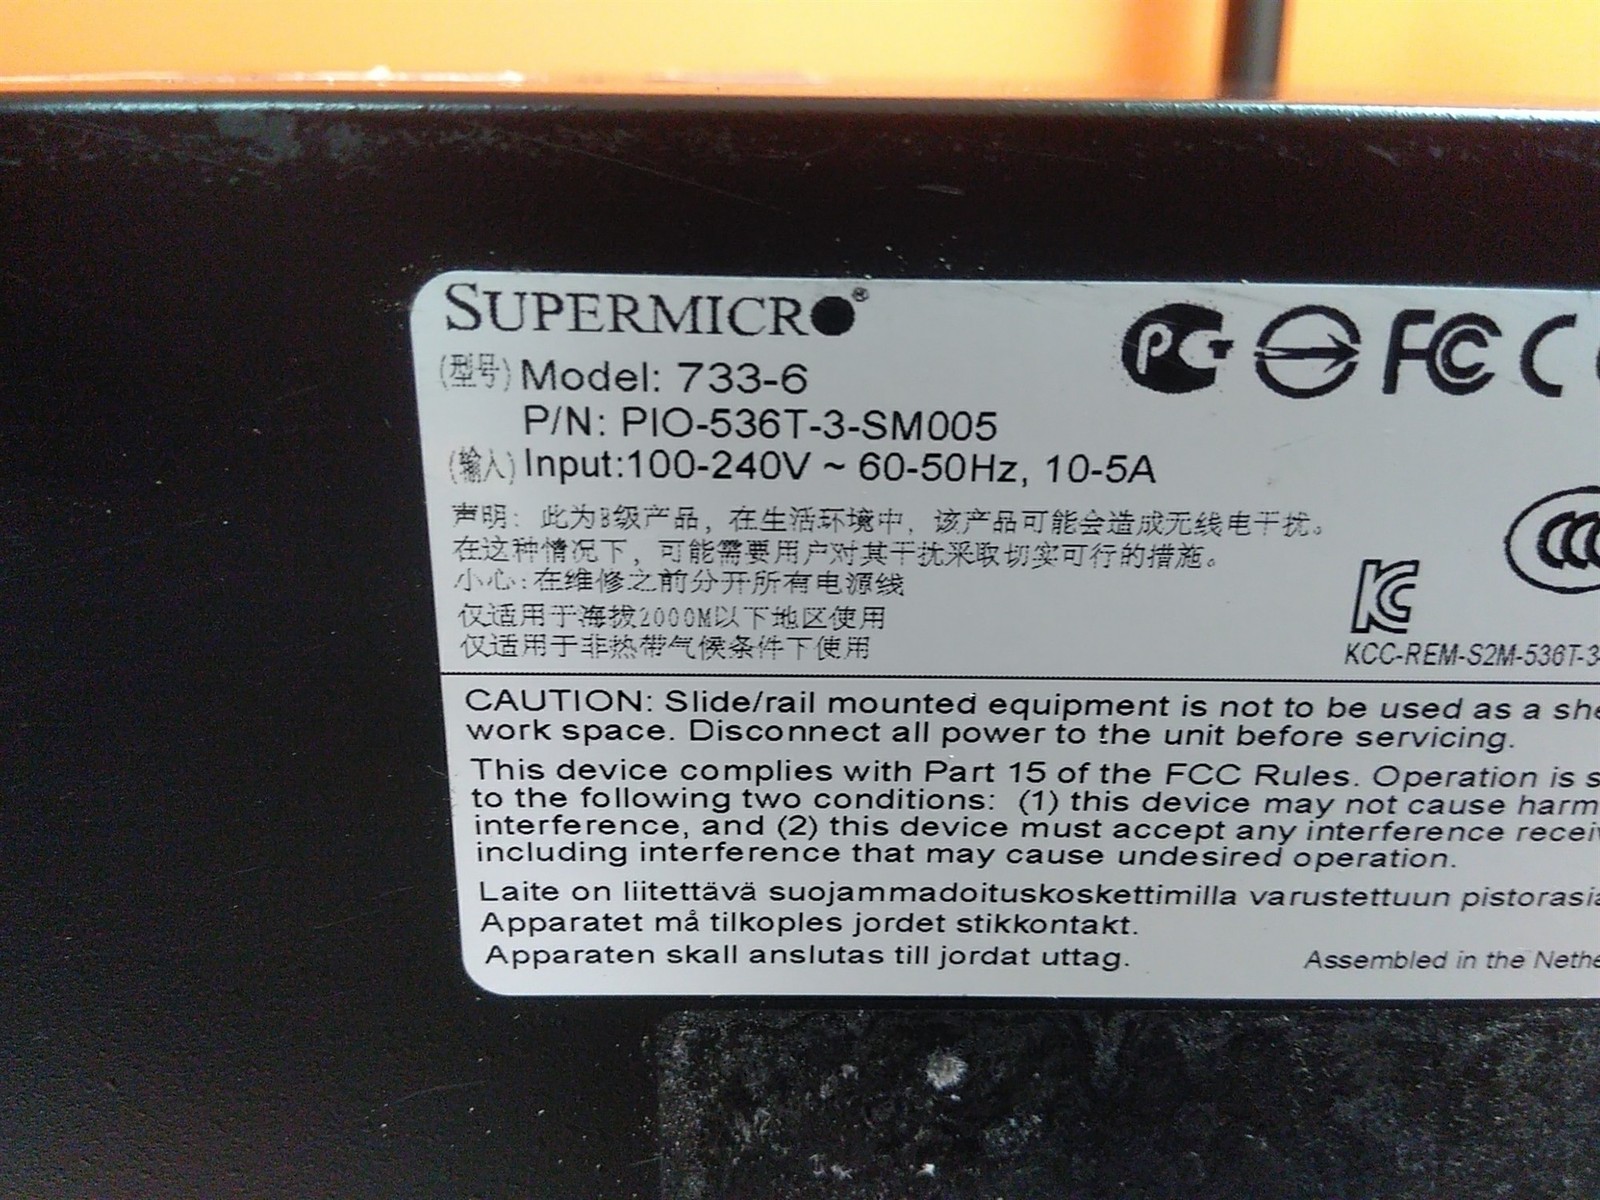 SUPERMICRO®
(型号) Model: 733-6
P/N: PIO-536T-3-SM005
(输入) Input:100-240V ~ 60-50Hz, 10-5A
PG FC C
声明: 此为B级产品, 在生活环境中, 该产品可能会造成无线电干扰。
在这种情况下, 可能需要用户对其干扰采取切实可行的措施。
小心:在维修之前分开所有电源线
仅适用于海拔2000M以下地区使用
仅适用于非热带气候条件下使用
KCC-REM-S2M-536T-3
CAUTION: Slide/rail mounted equipment is not to be used as a
work space. Disconnect all power to the unit before servicing.
This device complies with Part 15 of the FCC Rules. Operation is
to the following two conditions: (1) this device may not cause
interference, and (2) this device must accept any interference
including interference that may cause undesired operation.
Laite on liitettävä suojammadoituskoskettimilla varustettuun
Apparatet må tilkoples jordet stikkontakt.
Apparaten skall anslutas till jordat uttag.
Assembled in the